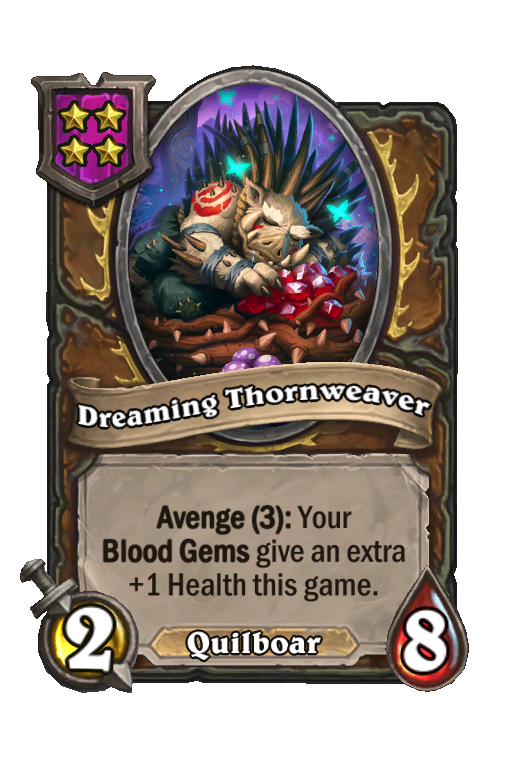 Dreaming Thornweaver
Avenge (3): Your
Blood Gems give an extra
+1 Health this game.
2
Quilboar
8